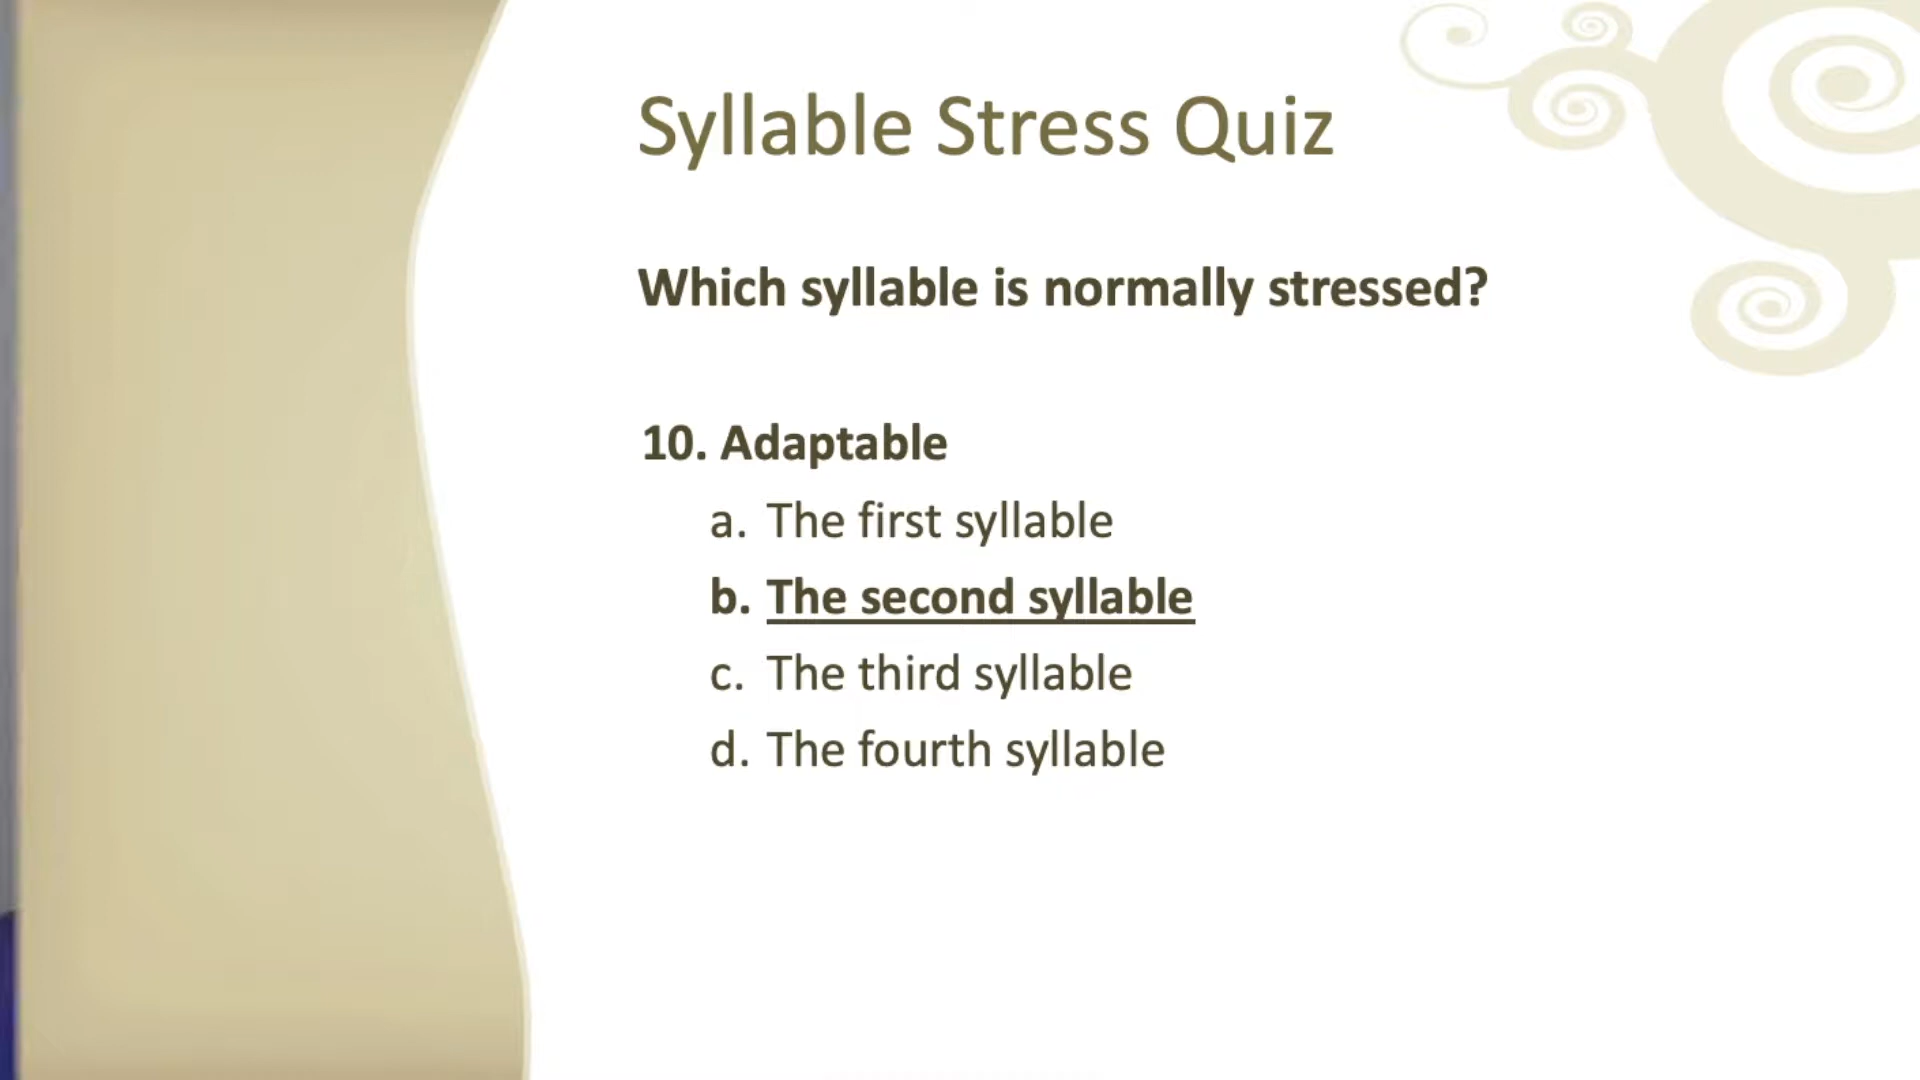 Syllable Stress Quiz
Which syllable is normally stressed?
10. Adaptable
a. The first syllable
b. The second syllable
c. The third syllable
d. The fourth syllable